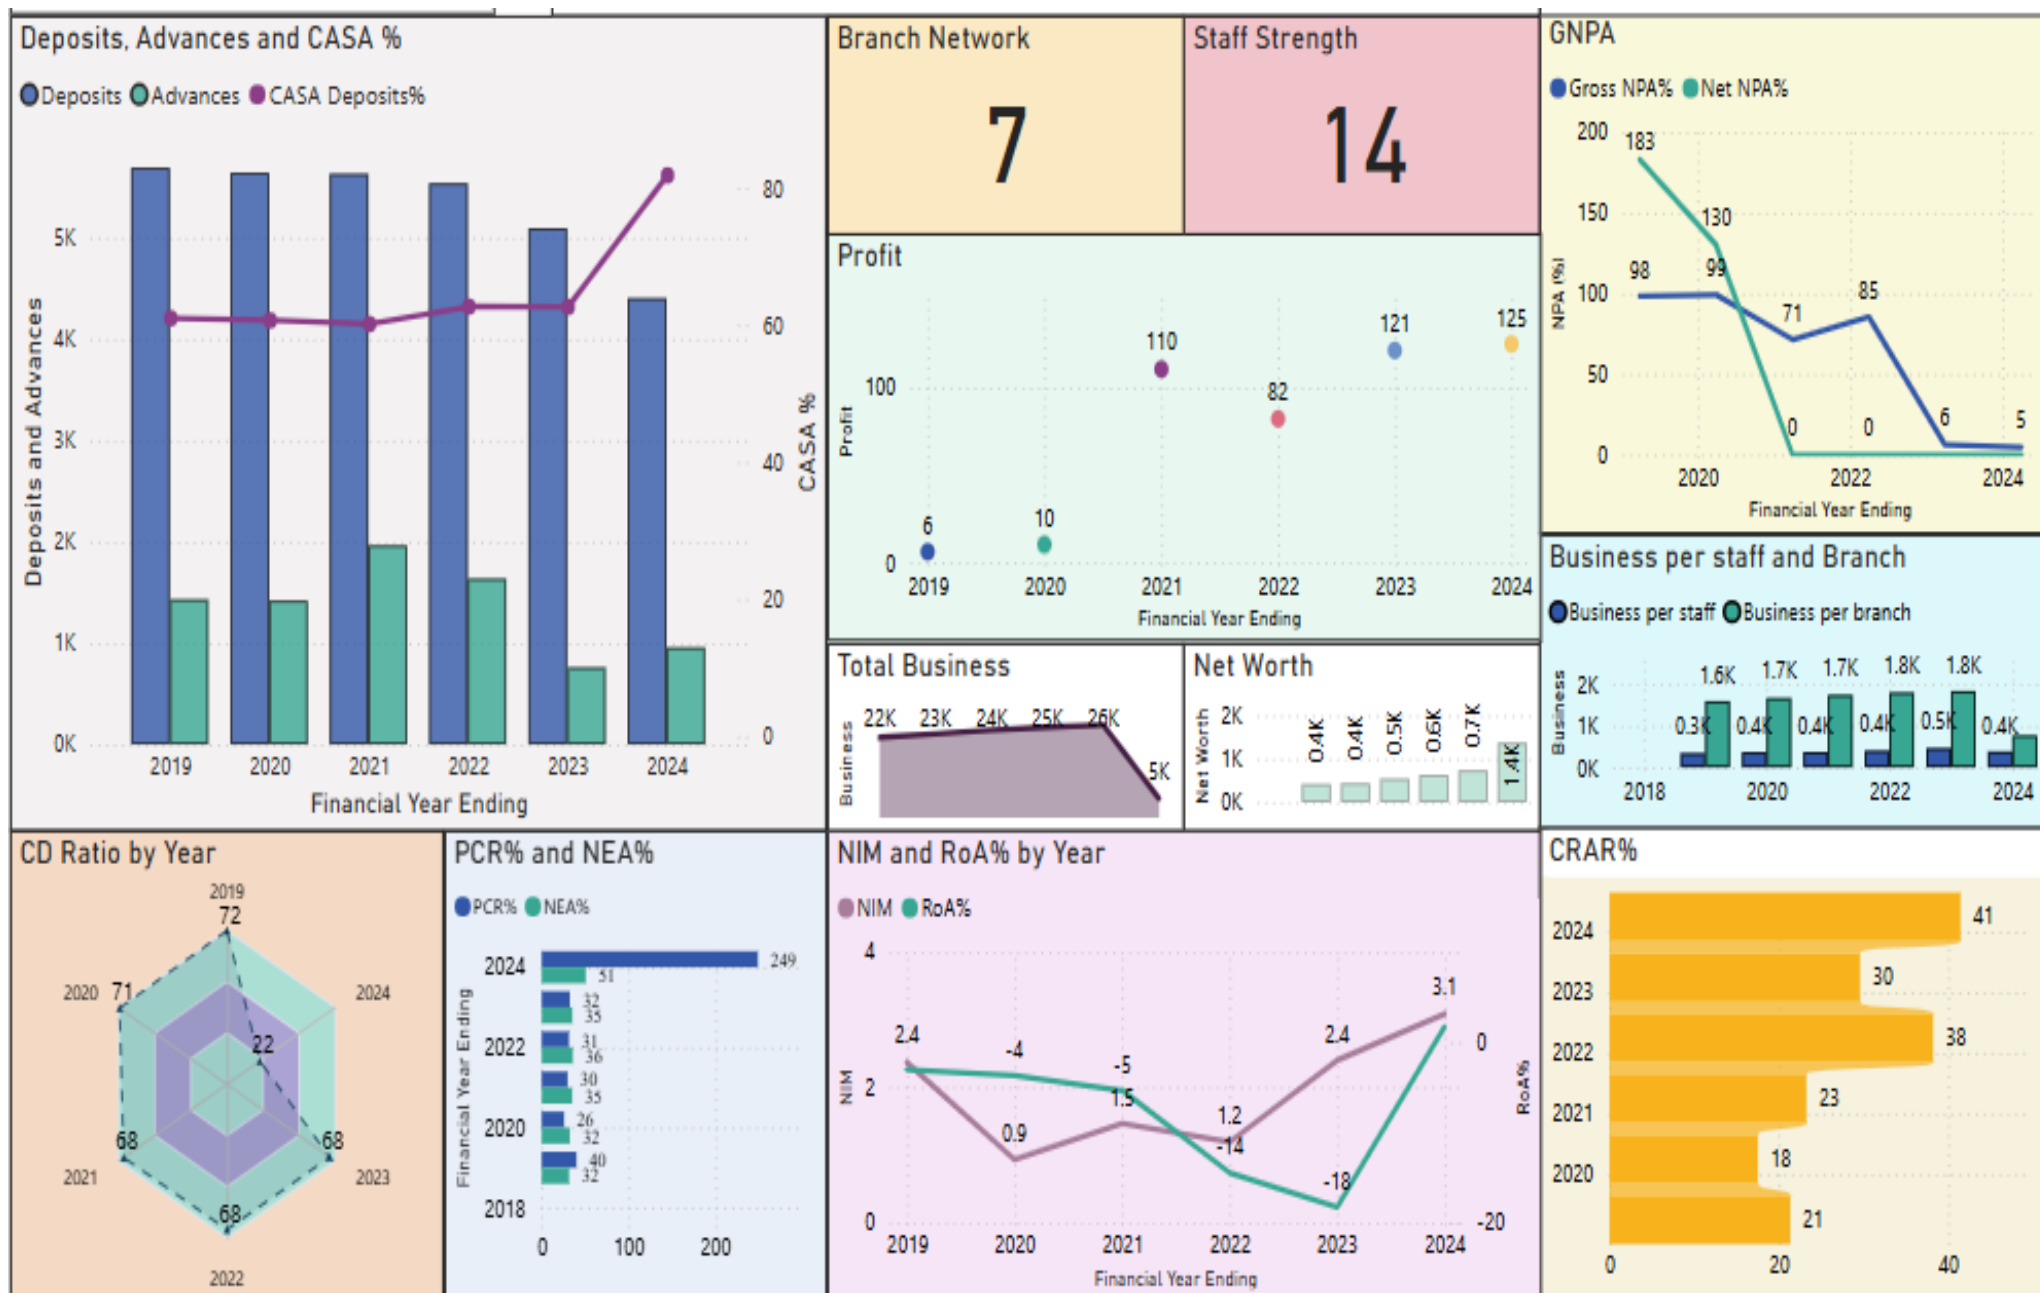 Deposits, Advances and CASA %
Deposits Advances CASA Deposits%
Deposits and Advances
5K
4K
3K
2K
1K
0K
80
60
40
20
0
CASA %
2019 2020 2021 2022 2023 2024
Financial Year Ending
Branch Network
7
Staff Strength
14
Profit
Profit
100
0
6
10
110
82
121
125
2019 2020 2021 2022 2023 2024
Financial Year Ending
GNPA
Gross NPA% Net NPA%
NPA (%)
200
150
100
50
0
183
130
98
99
71
85
0
0
6
5
2020 2022 2024
Financial Year Ending
Business per staff and Branch
Business per staff Business per branch
Business
2K
1K
0K
1.6K 1.7K 1.7K 1.8K 1.8K
0.3K 0.4K 0.4K 0.4K 0.5K 0.4K
2018 2020 2022 2024
Total Business
Business
22K 23K 24K 25K 26K
5K
Net Worth
Net Worth
2K
1K
0K
0.4K 0.4K 0.5K 0.6K 0.7K 1.4K
CD Ratio by Year
2019
72
2020 71
2024
22
68
2021
68
2023
68
2022
PCR% and NEA%
PCR% NEA%
Financial Year Ending
2024
2022
2020
2018
249
51
32
35
31
36
30
35
26
32
40
32
0 100 200
NIM and RoA% by Year
NIM RoA%
NIM
4
2
0
2.4
-4
0.9
-5
1.5
1.2
-14
2.4
-18
3.1
0
-20
RoA%
2019 2020 2021 2022 2023 2024
Financial Year Ending
CRAR%
2024 41
2023 30
2022 38
2021 23
2020 18
21
0 20 40